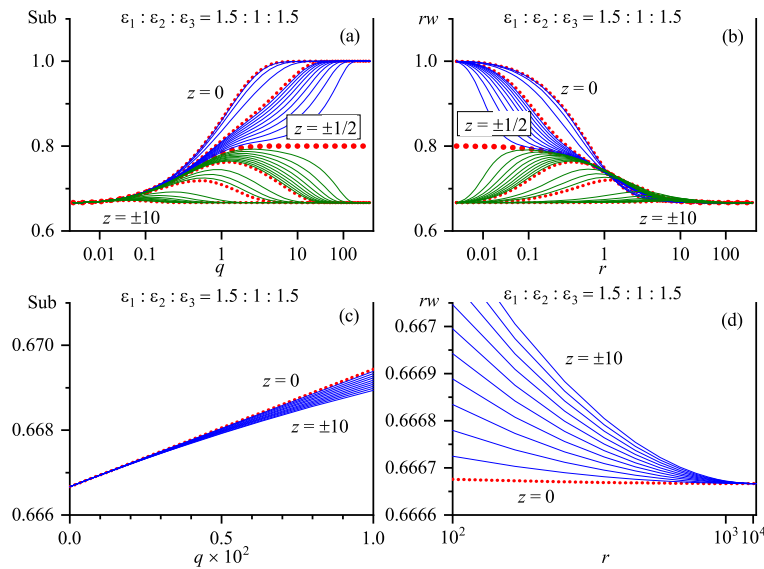 Sub ε₁ : ε₂ : ε₃ = 1.5 : 1 : 1.5
(a)
1.0
0.8
0.6
z = 0
z = ±1/2
z = ±10
0.01 0.1 1 10 100
q
rw ε₁ : ε₂ : ε₃ = 1.5 : 1 : 1.5
(b)
1.0
0.8
0.6
z = 0
z = ±1/2
z = ±10
0.01 0.1 1 10 100
r
Sub ε₁ : ε₂ : ε₃ = 1.5 : 1 : 1.5
(c)
0.670
0.668
0.666
z = 0
z = ±10
0.0 0.5 1.0
q × 10²
rw ε₁ : ε₂ : ε₃ = 1.5 : 1 : 1.5
(d)
0.667
0.6669
0.6668
0.6667
0.6666
z = ±10
z = 0
10² 10³ 10⁴
r